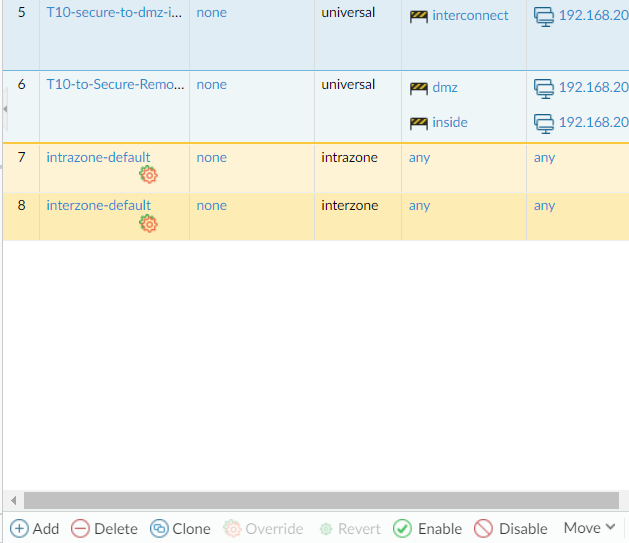 5 T10-secure-to-dmz-i... none universal interconnect 192.168.20
6 T10-to-Secure-Remo... none universal dmz 192.168.20
inside 192.168.20
7 intrazone-default none intrazone any any
8 interzone-default none interzone any any
Add Delete Clone Override Revert Enable Disable Move